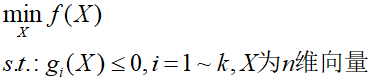 min f(X)
X
s.t.: gᵢ(X) ≤ 0, i = 1 ~ k, X为n维向量